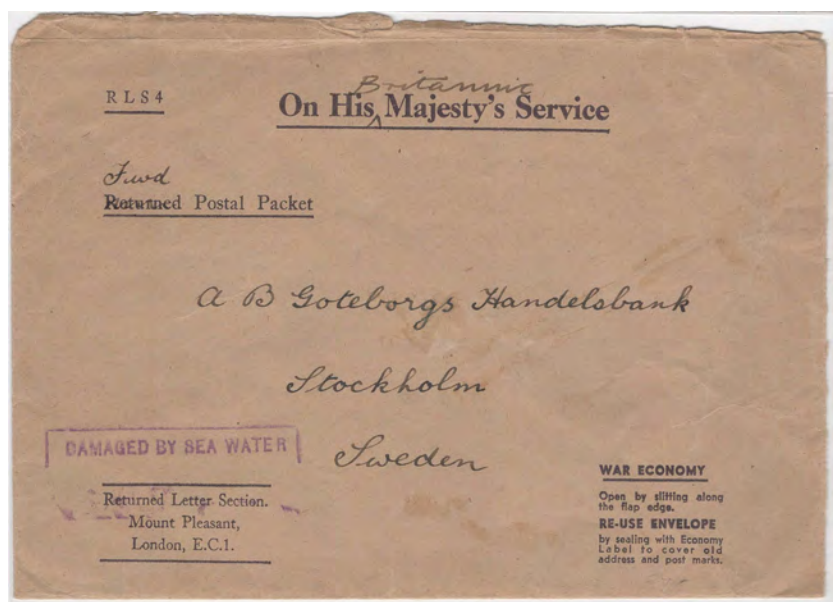 R L S 4
Britannic
On His Majesty's Service
Fwd
Returned Postal Packet
A B Goteborgs Handelsbank
Stockholm
Sweden
DAMAGED BY SEA WATER
Returned Letter Section.
Mount Pleasant,
London, E.C.1.
WAR ECONOMY
Open by slitting along
the flap edge.
RE-USE ENVELOPE
by sealing with Economy
Label to cover old
address and post marks.